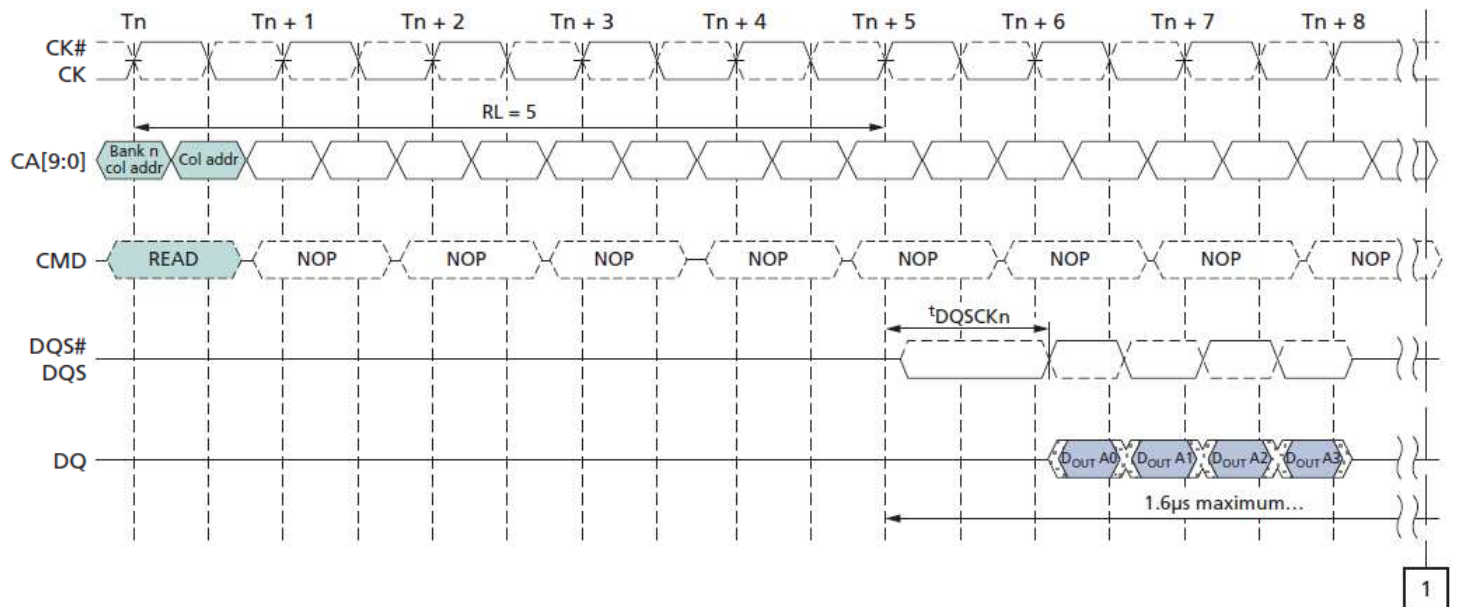 Tn Tn + 1 Tn + 2 Tn + 3 Tn + 4 Tn + 5 Tn + 6 Tn + 7 Tn + 8
CK#
CK
RL = 5
CA[9:0] Bank n col addr Col addr
CMD READ NOP NOP NOP NOP NOP NOP NOP NOP
tDQSCKn
DQS#
DQS
DQ DOUT A0 DOUT A1 DOUT A2 DOUT A3
1.6μs maximum…
1